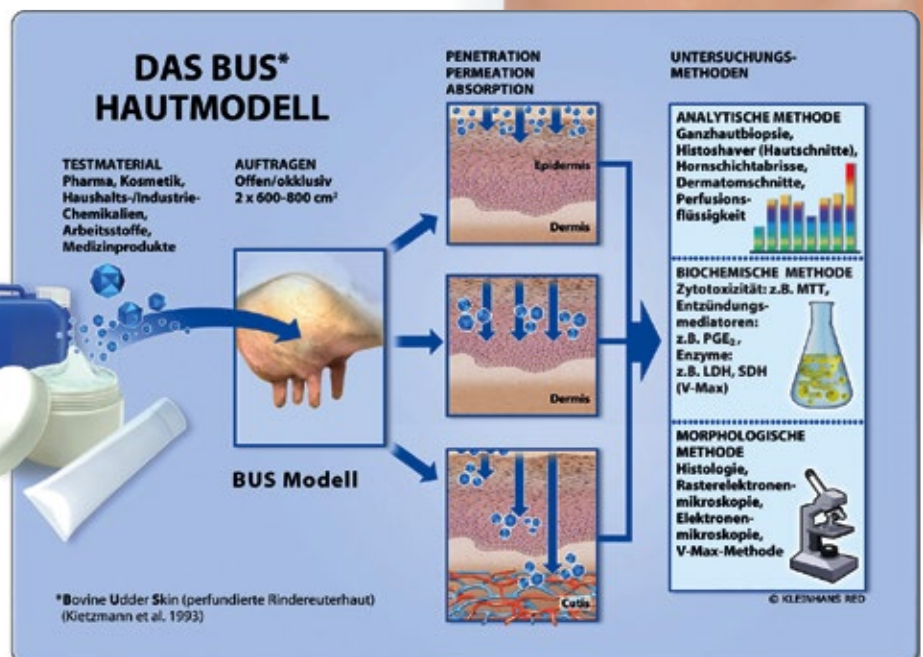 DAS BUS*
HAUTMODELL
TESTMATERIAL
Pharma, Kosmetik,
Haushalts-/Industrie-
Chemikalien,
Arbeitsstoffe,
Medizinprodukte
AUFTRAGEN
Offen/okklusiv
2 x 600-800 cm²
BUS Modell
*Bovine Udder Skin (perfundierte Rindereuterhaut)
(Kietzmann et al. 1993)
PENETRATION
PERMEATION
ABSORPTION
Epidermis
Dermis
Dermis
Cutis
UNTERSUCHUNGS-
METHODEN
ANALYTISCHE METHODE
Ganzhautbiopsie,
Histoshaver (Hautschnitte),
Hornschichtabrisse,
Dermatomschnitte,
Perfusions-
flüssigkeit
BIOCHEMISCHE METHODE
Zytotoxizität: z.B. MTT,
Entzündungs-
mediatoren:
z.B. PGE₂,
Enzyme:
z.B. LDH, SDH
(V-Max)
MORPHOLOGISCHE
METHODE
Histologie,
Rasterelektronen-
mikroskopie,
Elektronen-
mikroskopie,
V-Max-Methode
© KLEINHANS RED